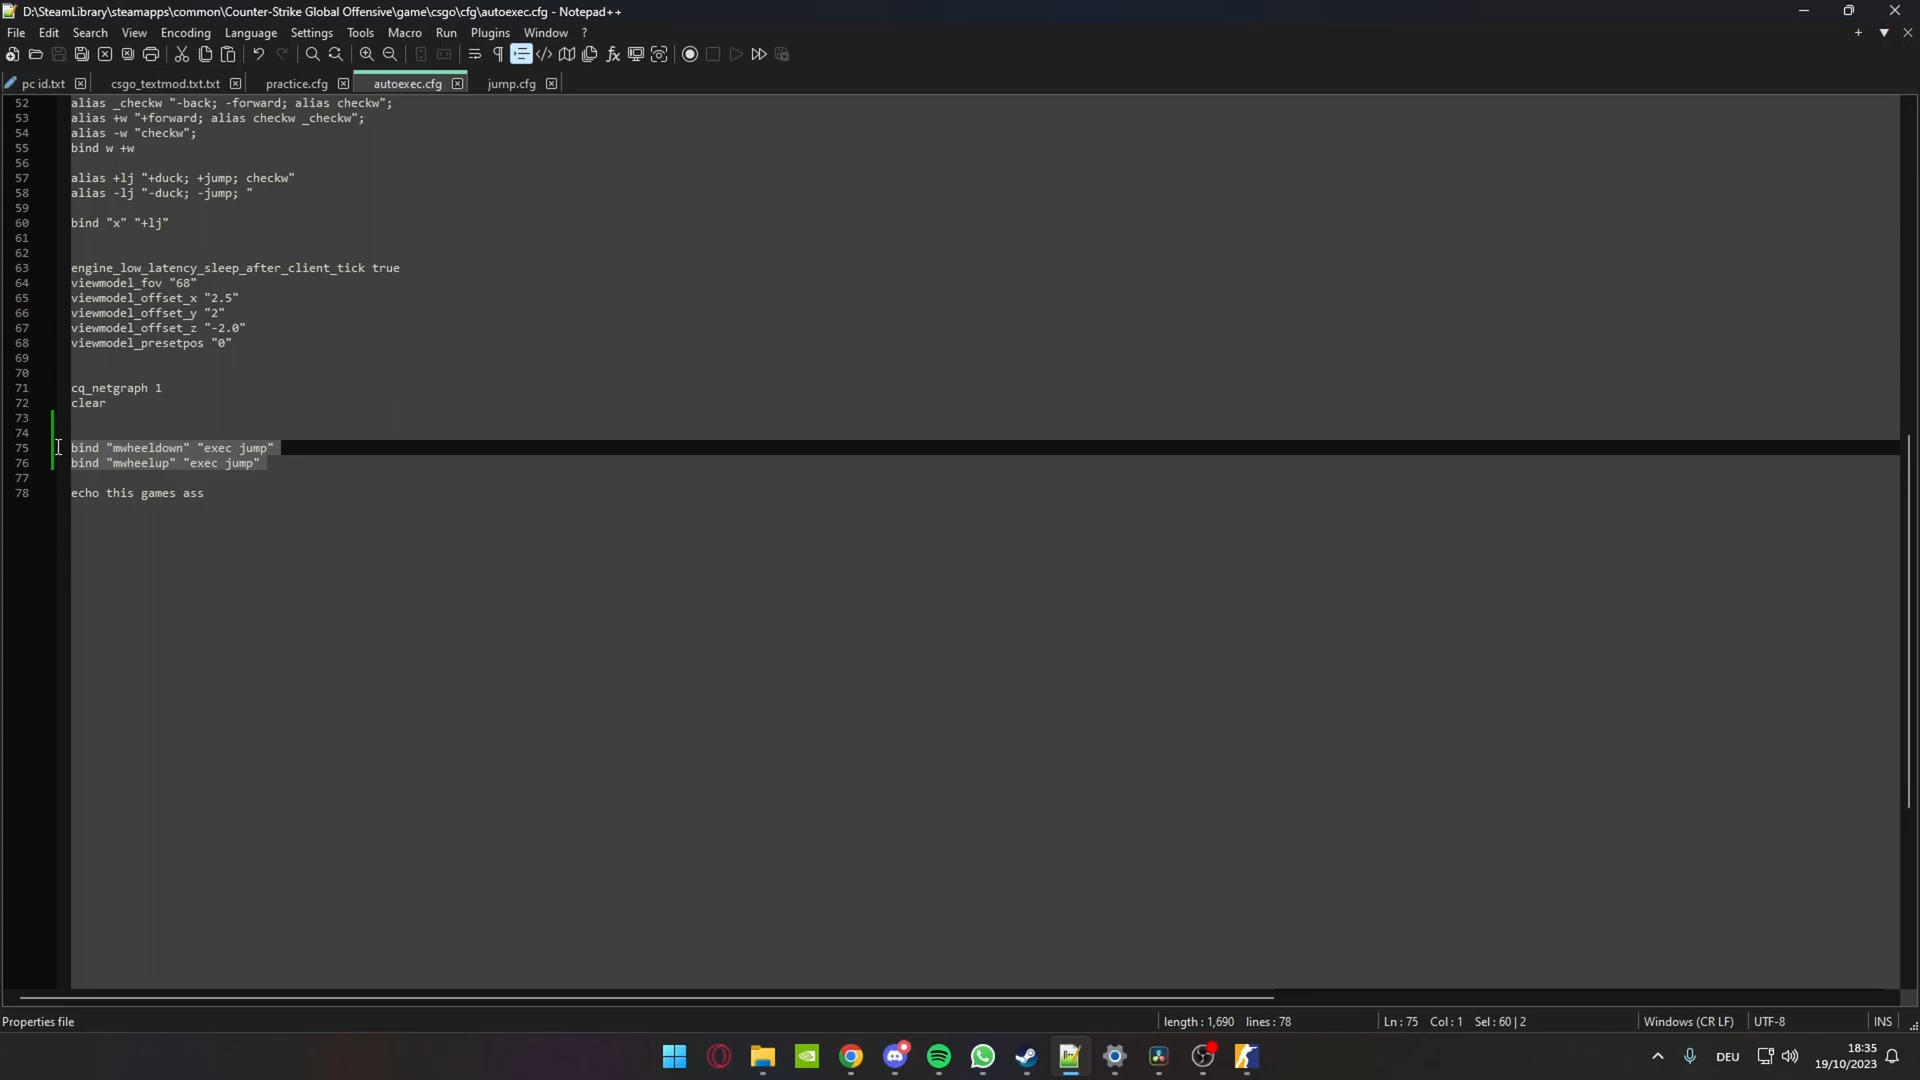 D:\SteamLibrary\steamapps\common\Counter-Strike Global Offensive\game\csgo\cfg\autoexec.cfg - Notepad++
File Edit Search View Encoding Language Settings Tools Macro Run Plugins Window ?
pc id.txt csgo_textmod.txt.txt practice.cfg autoexec.cfg jump.cfg
52 alias _checkw "-back; -forward; alias checkw";
53 alias +w "+forward; alias checkw _checkw";
54 alias -w "checkw";
55 bind w +w
56
57 alias +lj "+duck; +jump; checkw"
58 alias -lj "-duck; -jump; "
59
60 bind "x" "+lj"
61
62
63 engine_low_latency_sleep_after_client_tick true
64 viewmodel_fov "68"
65 viewmodel_offset_x "2.5"
66 viewmodel_offset_y "2"
67 viewmodel_offset_z "-2.0"
68 viewmodel_presetpos "0"
69
70
71 cq_netgraph 1
72 clear
73
74
75 bind "mwheeldown" "exec jump"
76 bind "mwheelup" "exec jump"
77
78 echo this games ass
Properties file length : 1,690 lines : 78 Ln : 75 Col : 1 Sel : 60 | 2 Windows (CR LF) UTF-8 INS
DEU 18:35
19/10/2023